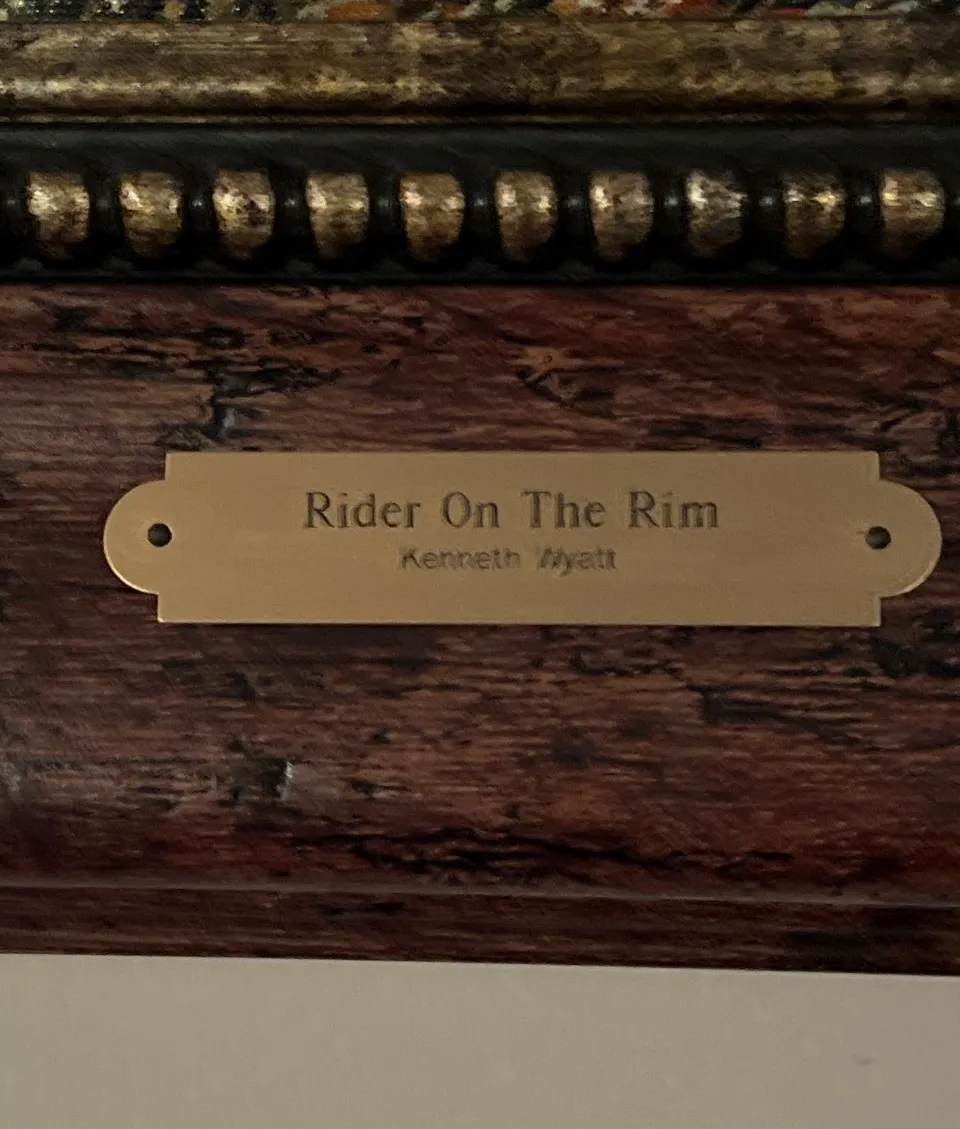 Rider On The Rim
Kenneth Wyatt